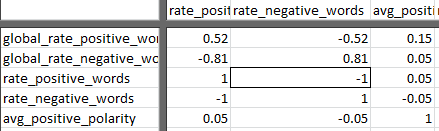 rate_posit rate_negative_words avg_positi
global_rate_positive_wor 0.52 -0.52 0.15
global_rate_negative_wo -0.81 0.81 0.05
rate_positive_words 1 -1 0.05
rate_negative_words -1 1 -0.05
avg_positive_polarity 0.05 -0.05 1